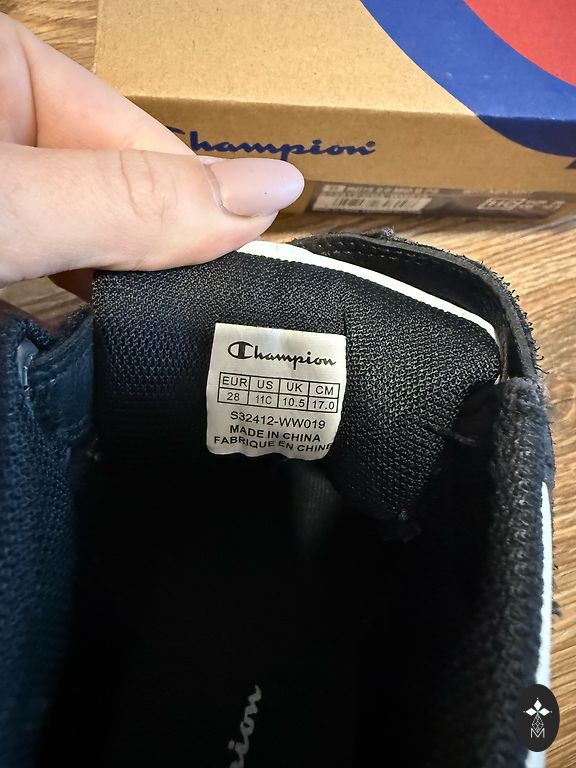 Champion
Champion
EUR US UK CM
28 11C 10.5 17.0
S32412-WW019
MADE IN CHINA
FABRIQUE EN CHINE
pion
M